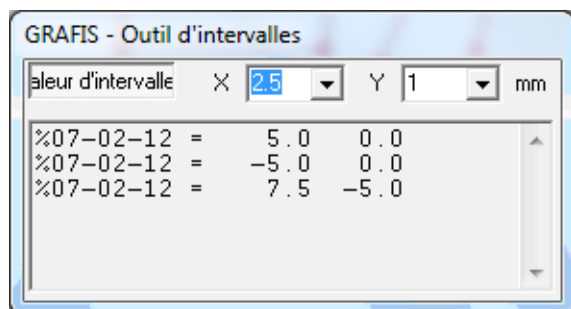 GRAFIS - Outil d'intervalles
aleur d'intervalle X 2.5 Y 1 mm
%07-02-12 = 5.0 0.0
%07-02-12 = -5.0 0.0
%07-02-12 = 7.5 -5.0